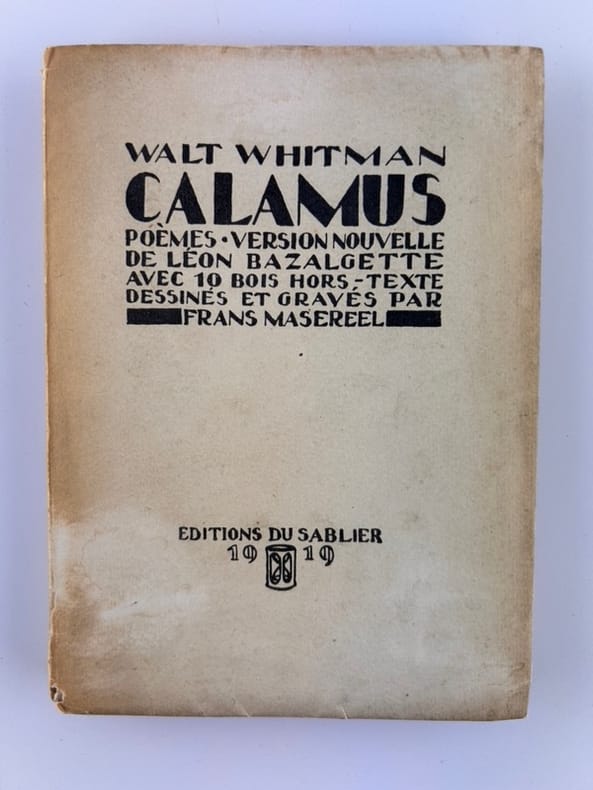 WALT WHITMAN
CALAMUS
POÈMES · VERSION NOUVELLE
DE LÉON BAZALGETTE
AVEC 10 BOIS HORS-TEXTE
DESSINÉS ET GRAVÉS PAR
FRANS MASEREEL
EDITIONS DU SABLIER
1919